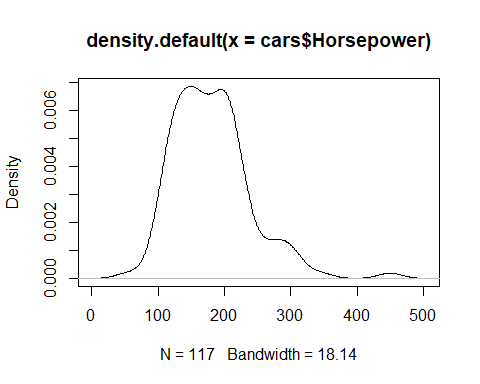 density.default(x = cars$Horsepower)
Density
0.006
0.004
0.002
0.000
0 100 200 300 400 500
N = 117 Bandwidth = 18.14